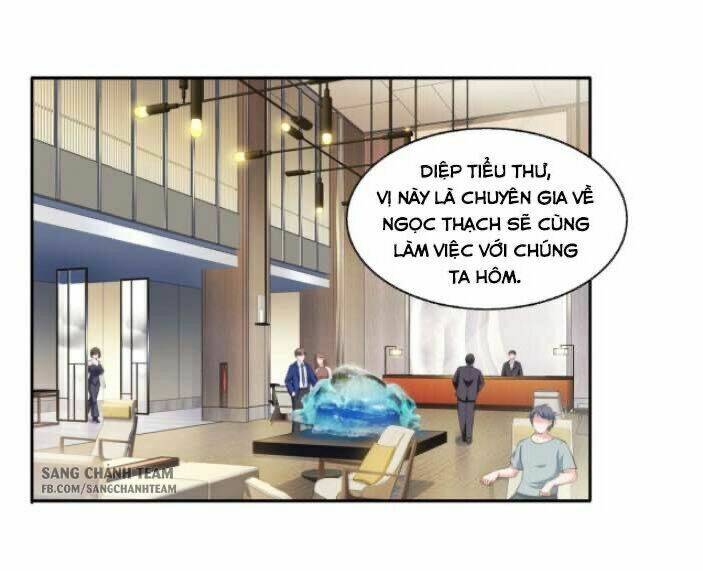 DIỆP TIỂU THƯ,
VỊ NÀY LÀ CHUYÊN GIA VỀ
NGỌC THẠCH SẼ CÙNG
LÀM VIỆC VỚI CHÚNG
TA HÔM.
SANG CHẢNH TEAM
FB.COM/SANGCHANHTEAM